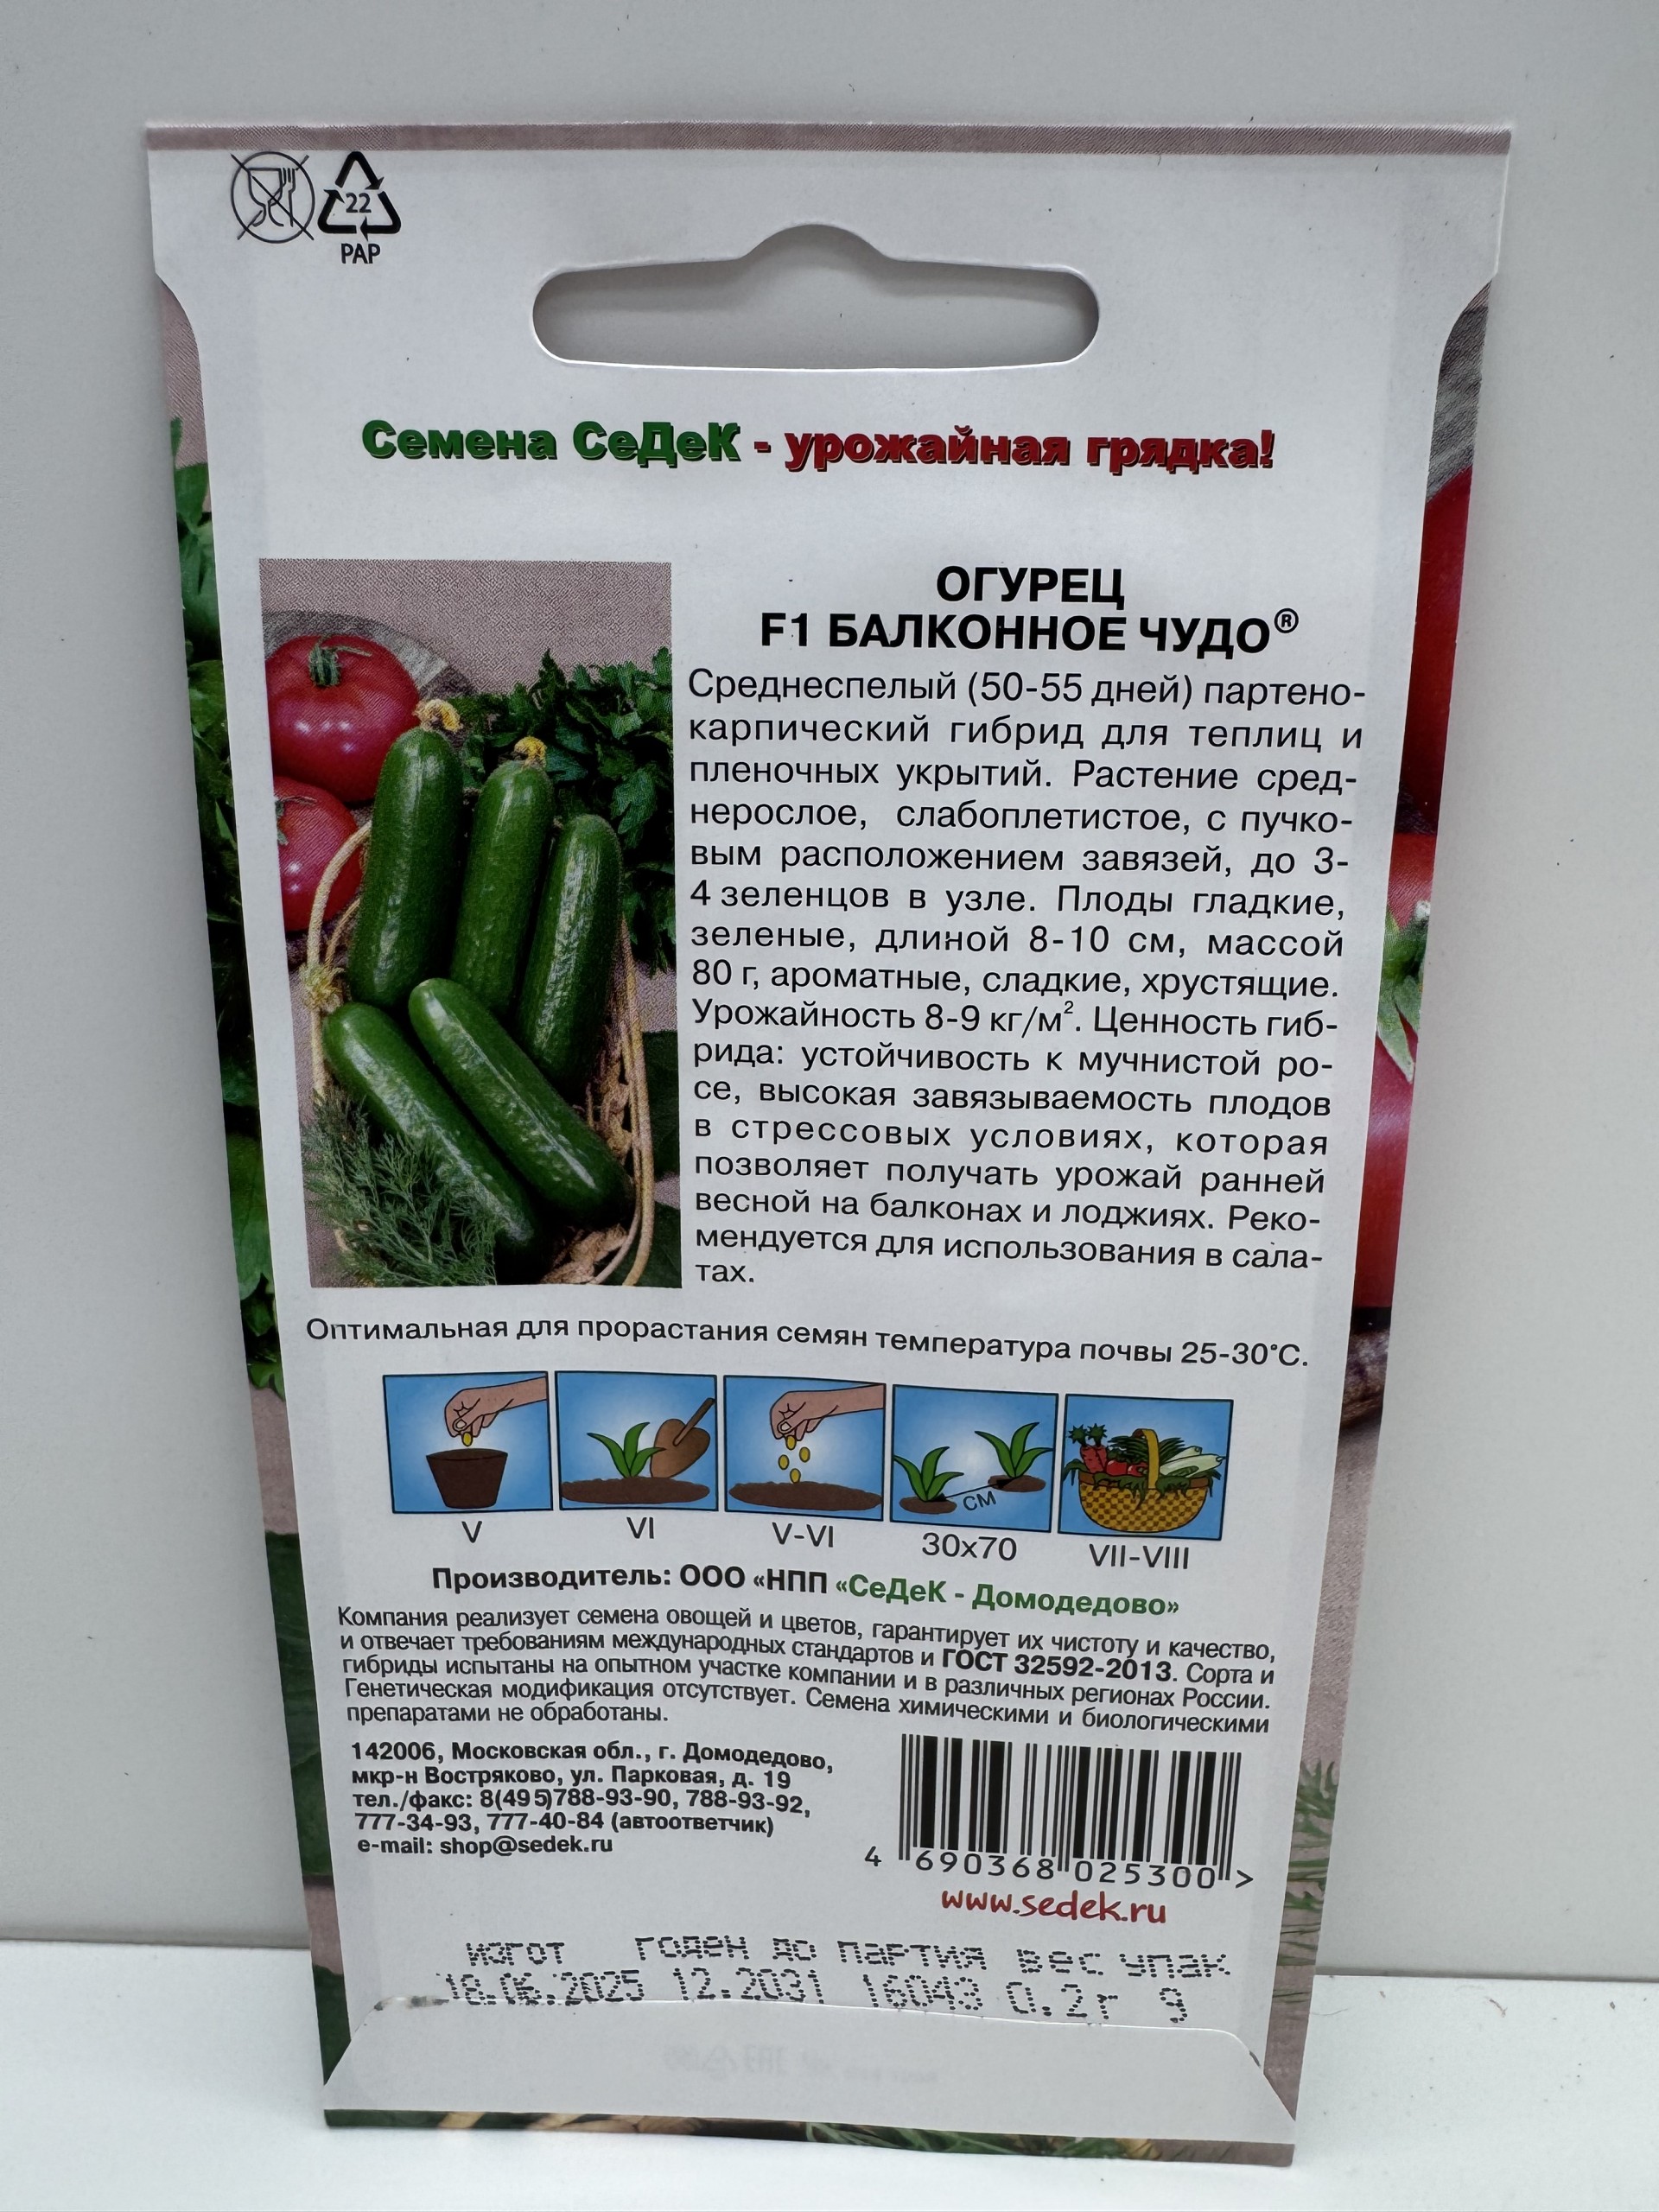 22
PAP
Семена СеДеК - урожайная грядка!
ОГУРЕЦ
F1 БАЛКОННОЕ ЧУДО®
Среднеспелый (50-55 дней) партено-
карпический гибрид для теплиц и
пленочных укрытий. Растение сред-
нерослое, слабоплетистое, с пучко-
вым расположением завязей, до 3-
4 зеленцов в узле. Плоды гладкие,
зеленые, длиной 8-10 см, массой
80 г, ароматные, сладкие, хрустящие.
Урожайность 8-9 кг/м². Ценность гиб-
рида: устойчивость к мучнистой ро-
се, высокая завязываемость плодов
в стрессовых условиях, которая
позволяет получать урожай ранней
весной на балконах и лоджиях. Реко-
мендуется для использования в сала-
тах.
Оптимальная для прорастания семян температура почвы 25-30°С.
см
V VI V-VI 30x70 VII-VIII
Производитель: ООО «НПП «СеДеК - Домодедово»
Компания реализует семена овощей и цветов, гарантирует их чистоту и качество,
и отвечает требованиям международных стандартов и ГОСТ 32592-2013. Сорта и
гибриды испытаны на опытном участке компании и в различных регионах России.
Генетическая модификация отсутствует. Семена химическими и биологическими
препаратами не обработаны.
142006, Московская обл., г. Домодедово,
мкр-н Востряково, ул. Парковая, д. 19
тел./факс: 8(495)788-93-90, 788-93-92,
777-34-93, 777-40-84 (автоответчик)
e-mail: shop@sedek.ru
4 690368 025300 >
www.sedek.ru
изгот годен до партия вес упак
18.06.2025 12.2031 16043 0.2г 9